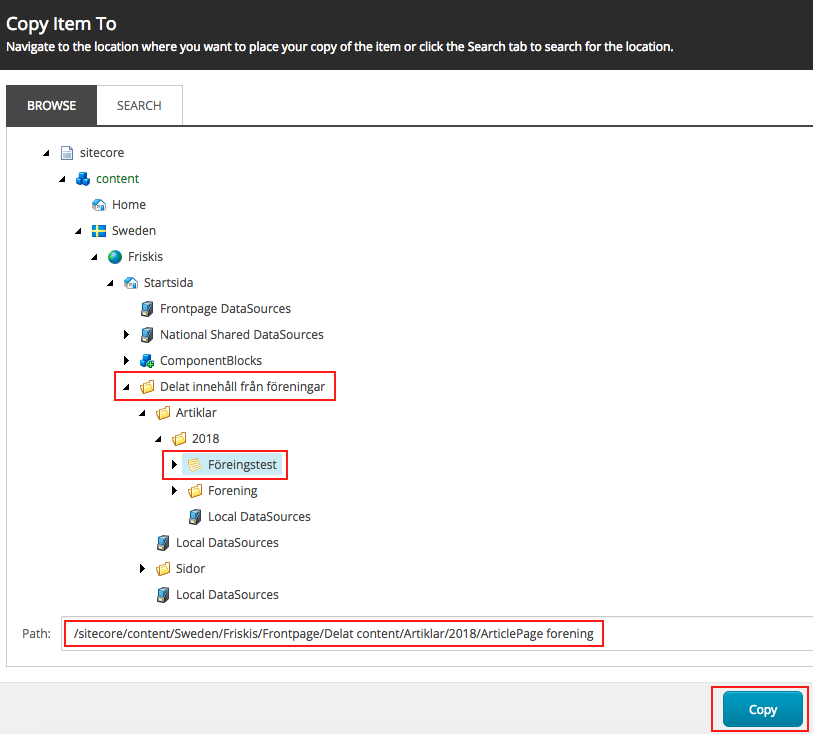 Copy Item To
Navigate to the location where you want to place your copy of the item or click the Search tab to search for the location.
BROWSE SEARCH
sitecore
content
Home
Sweden
Friskis
Startsida
Frontpage DataSources
National Shared DataSources
ComponentBlocks
Delat innehåll från föreningar
Artiklar
2018
Föreingstest
Forening
Local DataSources
Local DataSources
Sidor
Local DataSources
Path: /sitecore/content/Sweden/Friskis/Frontpage/Delat content/Artiklar/2018/ArticlePage forening
Copy